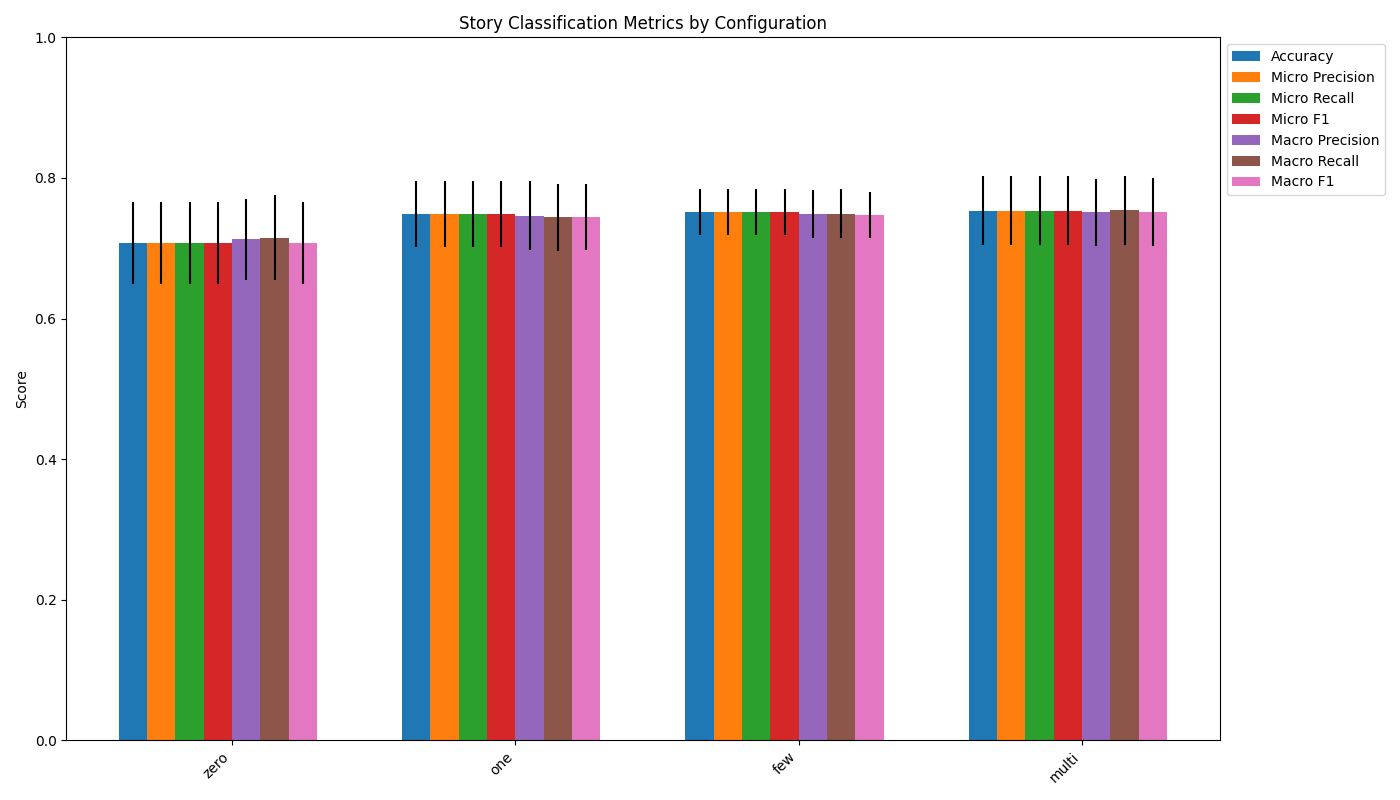 Story Classification Metrics by Configuration
1.0
0.8
0.6
0.4
0.2
0.0
Score
zero
one
few
multi
Accuracy
Micro Precision
Micro Recall
Micro F1
Macro Precision
Macro Recall
Macro F1